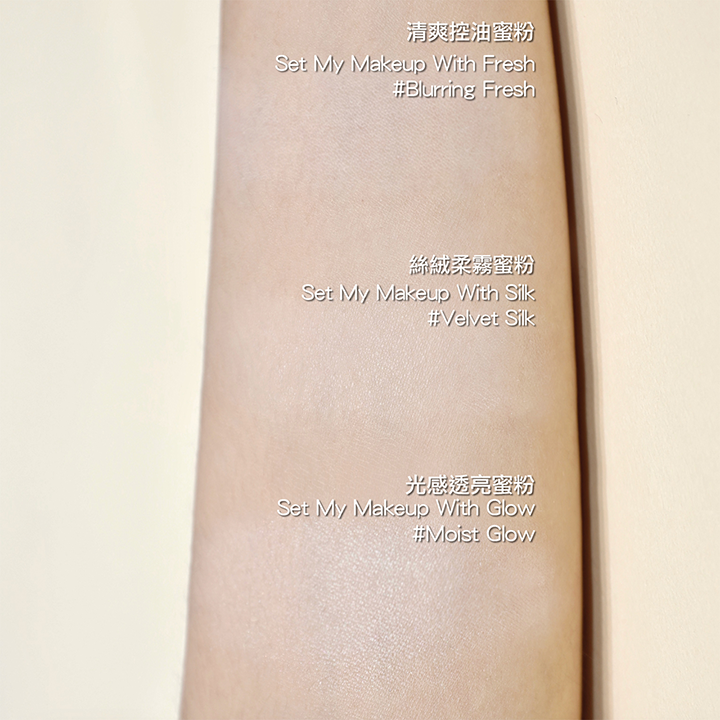 清爽控油蜜粉
Set My Makeup With Fresh
#Blurring Fresh
絲絨柔霧蜜粉
Set My Makeup With Silk
#Velvet Silk
光感透亮蜜粉
Set My Makeup With Glow
#Moist Glow